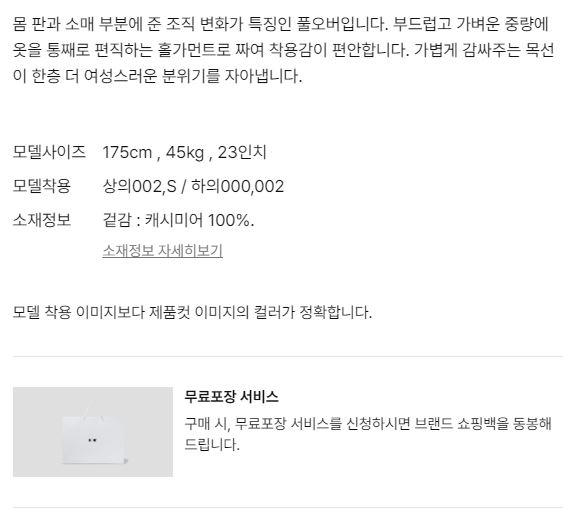 몸 판과 소매 부분에 준 조직 변화가 특징인 풀오버입니다. 부드럽고 가벼운 중량에
옷을 통째로 편직하는 홀가먼트로 짜여 착용감이 편안합니다. 가볍게 감싸주는 목선
이 한층 더 여성스러운 분위기를 자아냅니다.
모델사이즈 175cm , 45kg , 23인치
모델착용 상의002,S / 하의000,002
소재정보 겉감 : 캐시미어 100%.
소재정보 자세히보기
모델 착용 이미지보다 제품컷 이미지의 컬러가 정확합니다.
무료포장 서비스
구매 시, 무료포장 서비스를 신청하시면 브랜드 쇼핑백을 동봉해
드립니다.